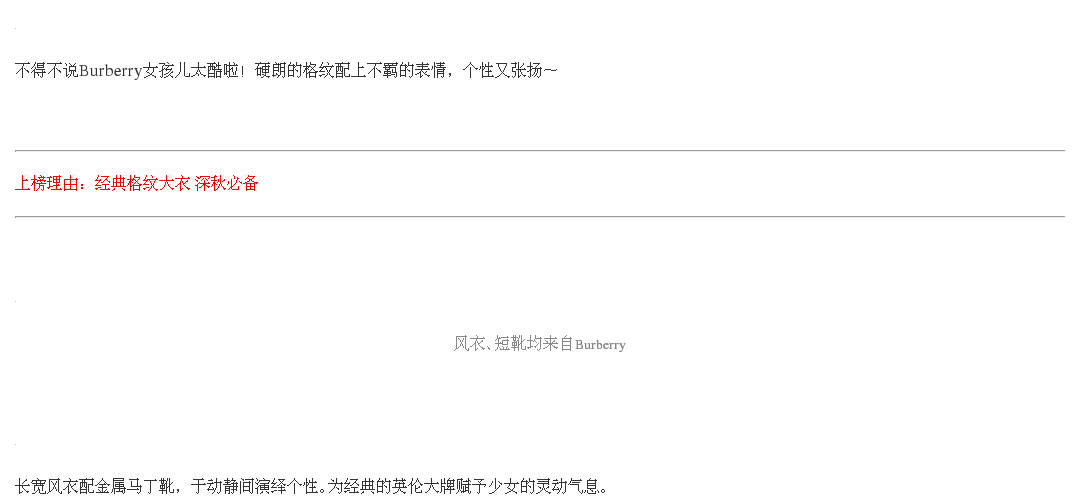 不得不说Burberry女孩儿太酷啦！硬朗的格纹配上不羁的表情，个性又张扬～
上榜理由：经典格纹大衣 深秋必备
风衣、短靴均来自Burberry
长宽风衣配金属马丁靴，于动静间演绎个性。为经典的英伦大牌赋予少女的灵动气息。